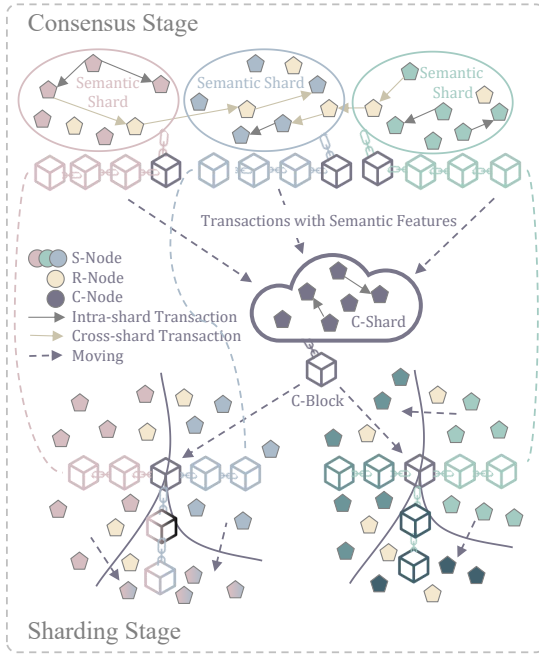 Consensus Stage
Semantic
Shard
Semantic Shard
Semantic
Shard
Transactions with Semantic Features
S-Node
R-Node
C-Node
Intra-shard Transaction
Cross-shard Transaction
Moving
C-Shard
C-Block
Sharding Stage